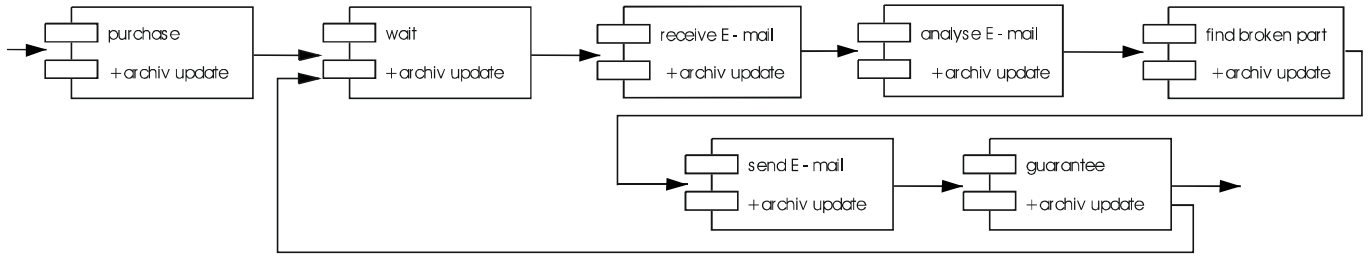 purchase
+archiv update
wait
+archiv update
receive E-mail
+archiv update
analyse E-mail
+archiv update
find broken part
+archiv update
send E-mail
+archiv update
guarantee
+archiv update